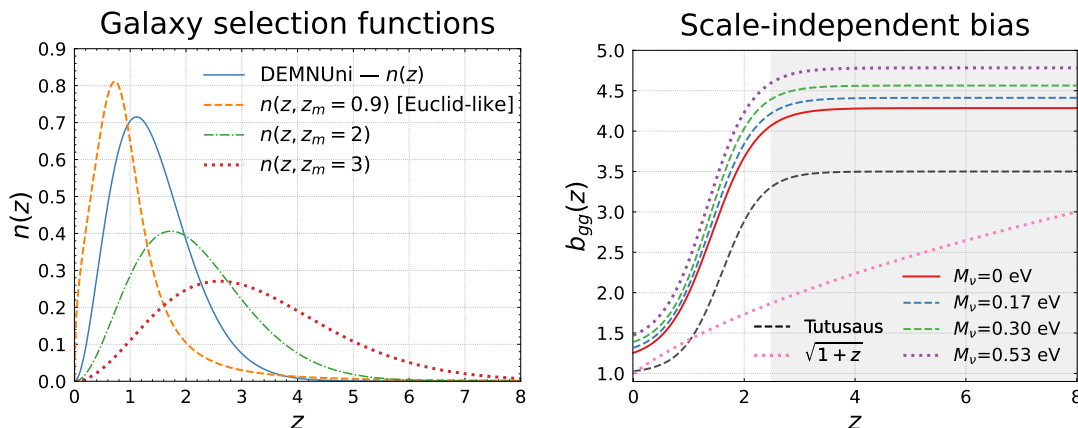 Galaxy selection functions
n(z)
0.9
0.8
0.7
0.6
0.5
0.4
0.3
0.2
0.1
0.0
DEMNUni — n(z)
n(z, z_m = 0.9) [Euclid-like]
n(z, z_m = 2)
n(z, z_m = 3)
0 1 2 3 4 5 6 7 8
z
Scale-independent bias
b_gg(z)
5.0
4.5
4.0
3.5
3.0
2.5
2.0
1.5
1.0
Tutusaus
√1 + z
M_ν=0 eV
M_ν=0.17 eV
M_ν=0.30 eV
M_ν=0.53 eV
0 2 4 6 8
z